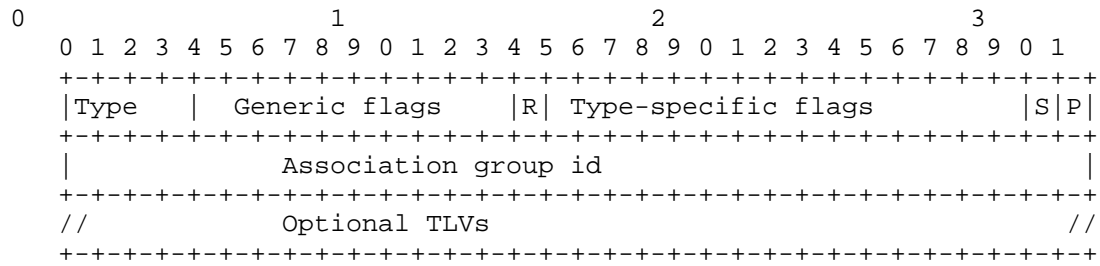 0                   1                   2                   3
   0 1 2 3 4 5 6 7 8 9 0 1 2 3 4 5 6 7 8 9 0 1 2 3 4 5 6 7 8 9 0 1
   +-+-+-+-+-+-+-+-+-+-+-+-+-+-+-+-+-+-+-+-+-+-+-+-+-+-+-+-+-+-+-+-+
   |Type   |  Generic flags    |R| Type-specific flags         |S|P|
   +-+-+-+-+-+-+-+-+-+-+-+-+-+-+-+-+-+-+-+-+-+-+-+-+-+-+-+-+-+-+-+-+
   |             Association group id                              |
   +-+-+-+-+-+-+-+-+-+-+-+-+-+-+-+-+-+-+-+-+-+-+-+-+-+-+-+-+-+-+-+-+
   //            Optional TLVs                                    //
   +-+-+-+-+-+-+-+-+-+-+-+-+-+-+-+-+-+-+-+-+-+-+-+-+-+-+-+-+-+-+-+-+